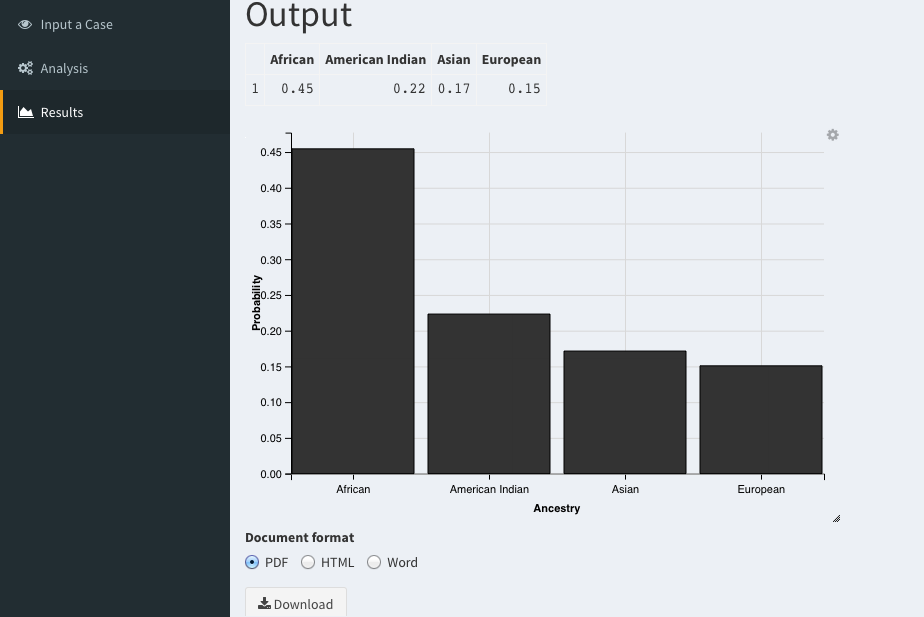 Output
Input a Case
Analysis
Results
African American Indian Asian European
1 0.45 0.22 0.17 0.15
0.45
0.40
0.35
0.30
0.25
0.20
0.15
0.10
0.05
0.00
Probability
African American Indian Asian European
Ancestry
Document format
PDF HTML Word
Download